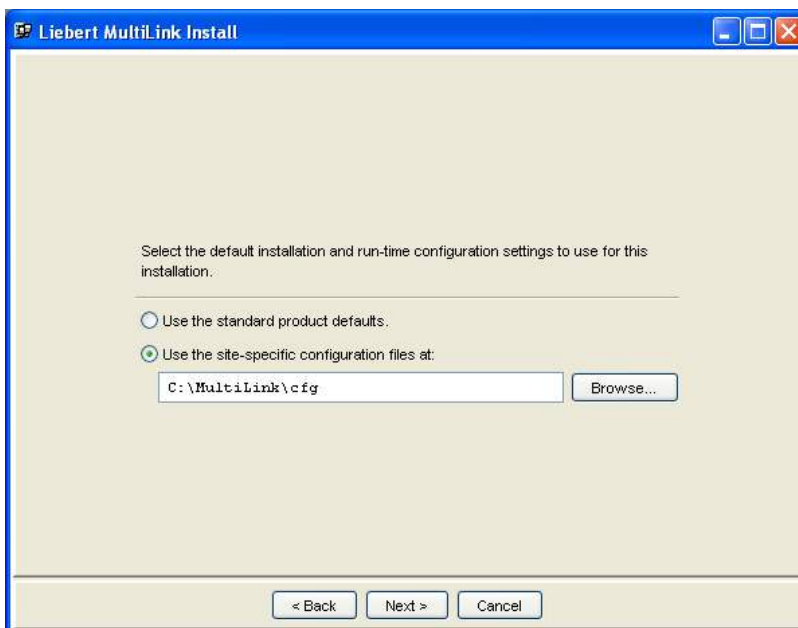 Liebert MultiLink Install
Select the default installation and run-time configuration settings to use for this
installation.
Use the standard product defaults.
Use the site-specific configuration files at:
C:\MultiLink\cfg
Browse...
< Back
Next >
Cancel